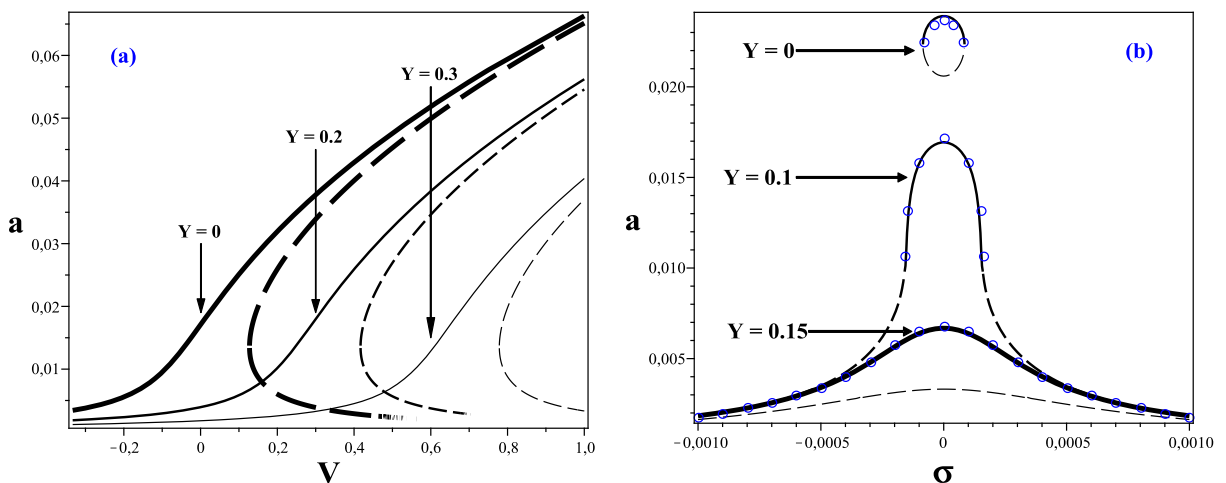 (a)
0,06
0,05
0,04
0,03
0,02
0,01
a
Y = 0
Y = 0.2
Y = 0.3
−0,2
0
0,2
0,4
0,6
0,8
1,0
V
(b)
0,020
0,015
0,010
0,005
a
Y = 0
Y = 0.1
Y = 0.15
−0,0010
−0,0005
0
0,0005
0,0010
σ